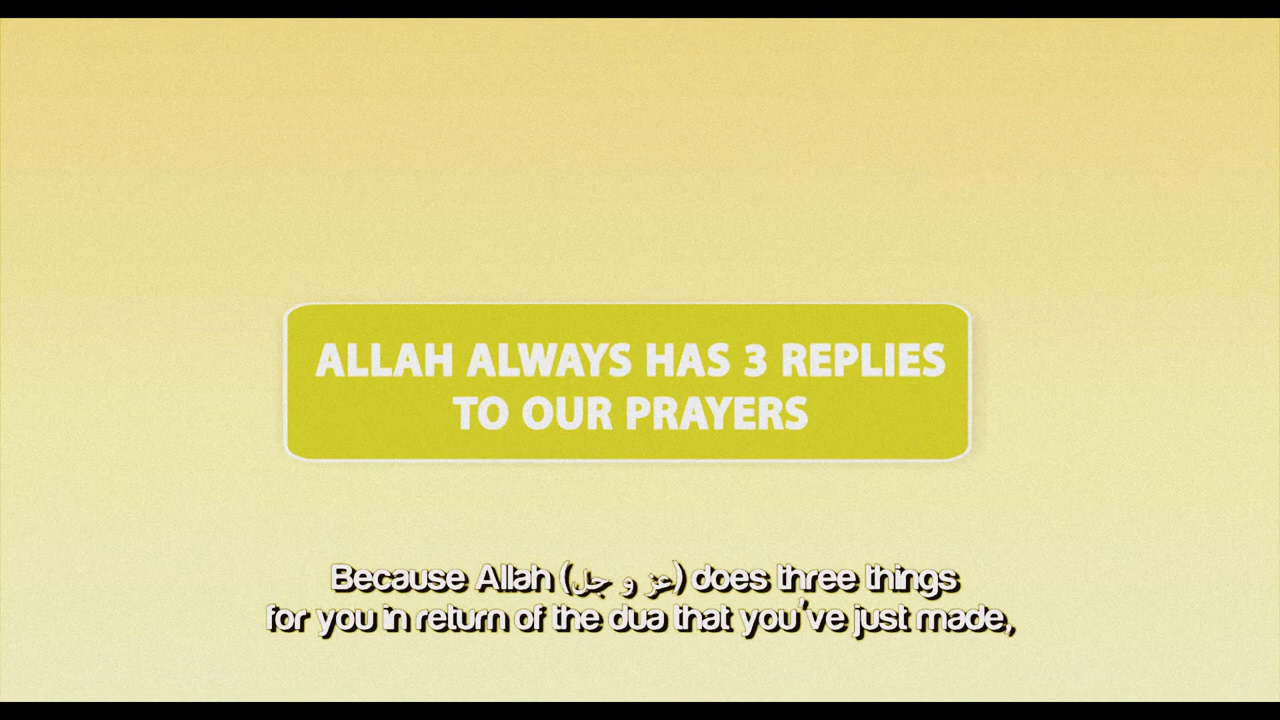 ALLAH ALWAYS HAS 3 REPLIES
TO OUR PRAYERS
Because Allah (عز و جل) does three things
for you in return of the dua that you've just made,